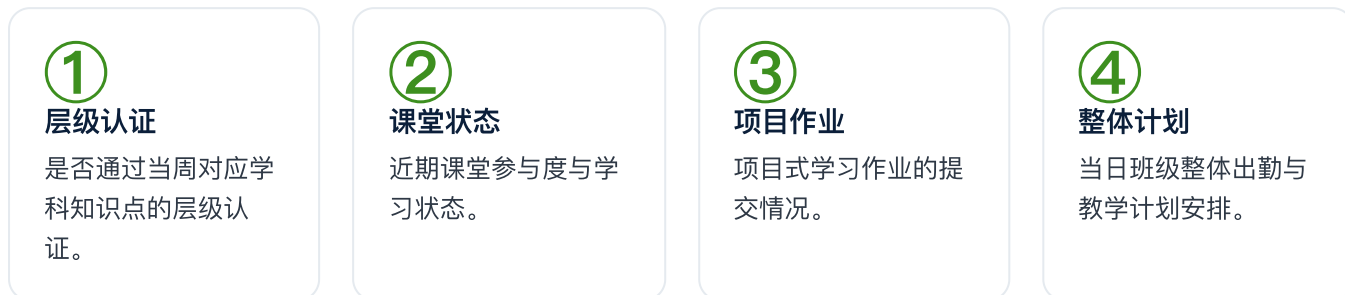 ①
层级认证
是否通过当周对应学
科知识点的层级认
证。
②
课堂状态
近期课堂参与度与学
习状态。
③
项目作业
项目式学习作业的提
交情况。
④
整体计划
当日班级整体出勤与
教学计划安排。